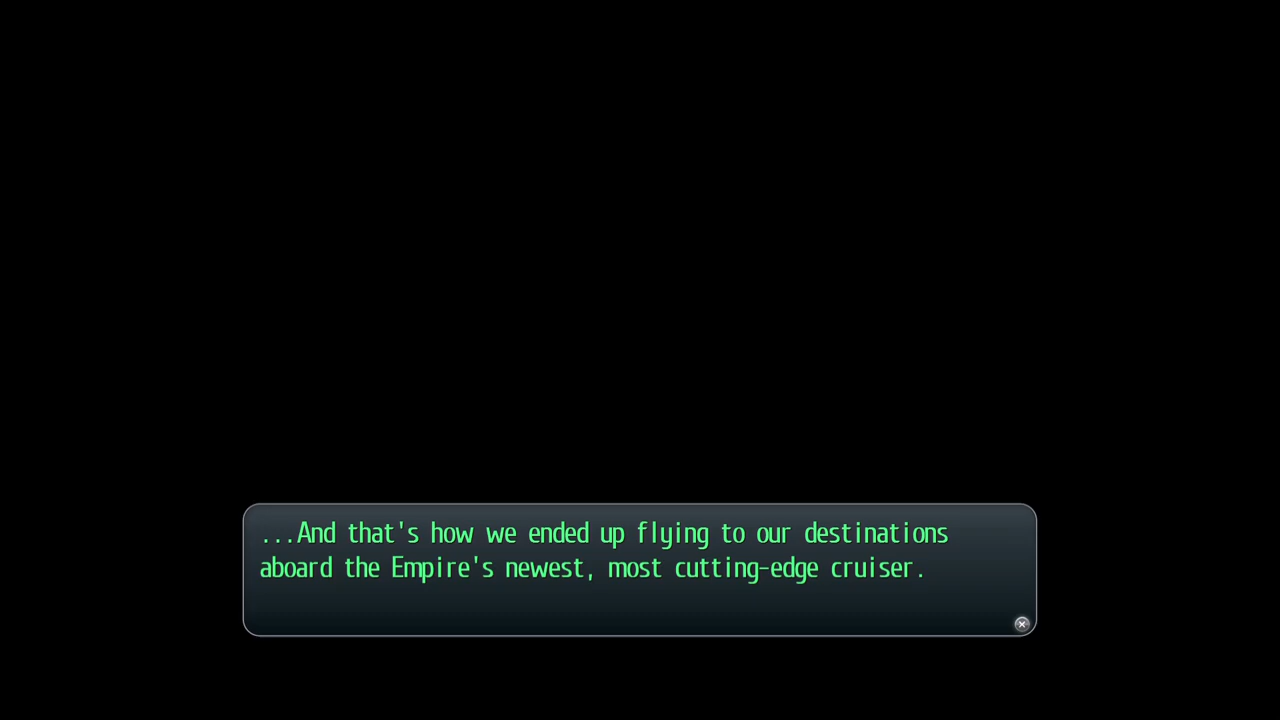 ...And that's how we ended up flying to our destinations
aboard the Empire's newest, most cutting-edge cruiser.